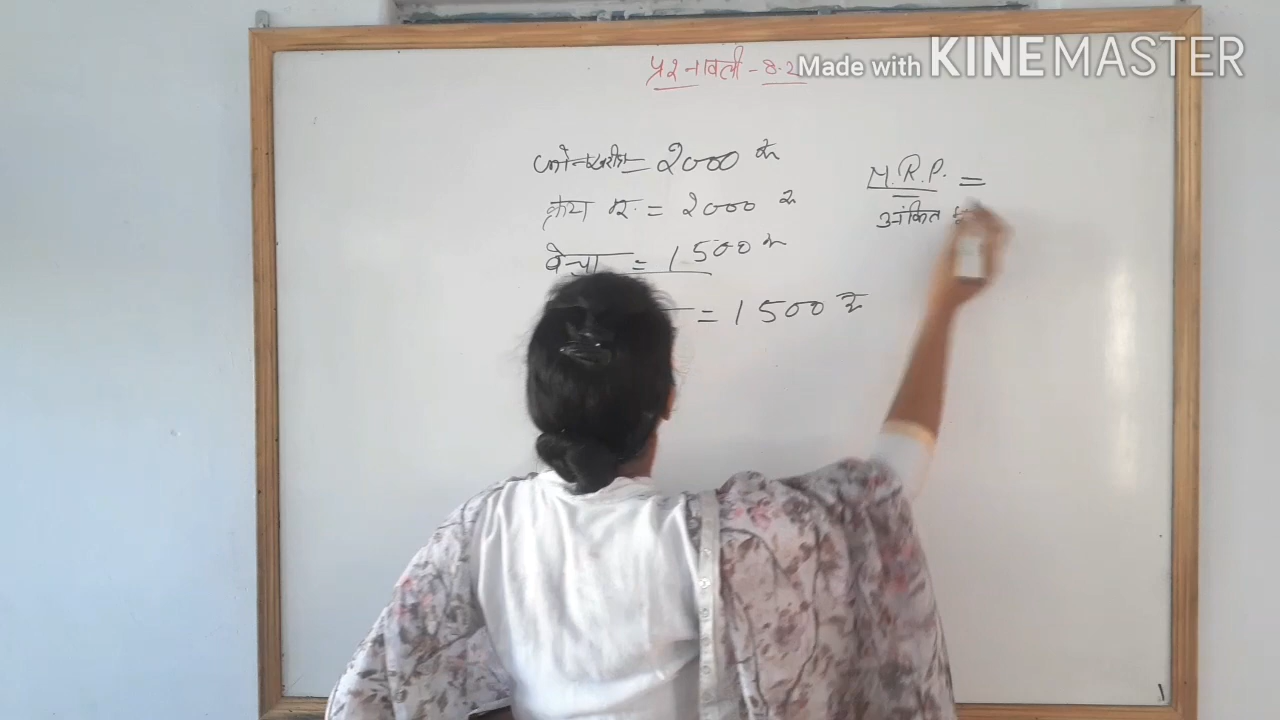 प्रश्नावली - 8.2
Made with KINEMASTER
फोन खरीदा = 2000 रु
क्रय मू. = 2000 रु
बेचा = 1500 रु
= 1500 रु
M.R.P. =
अंकित